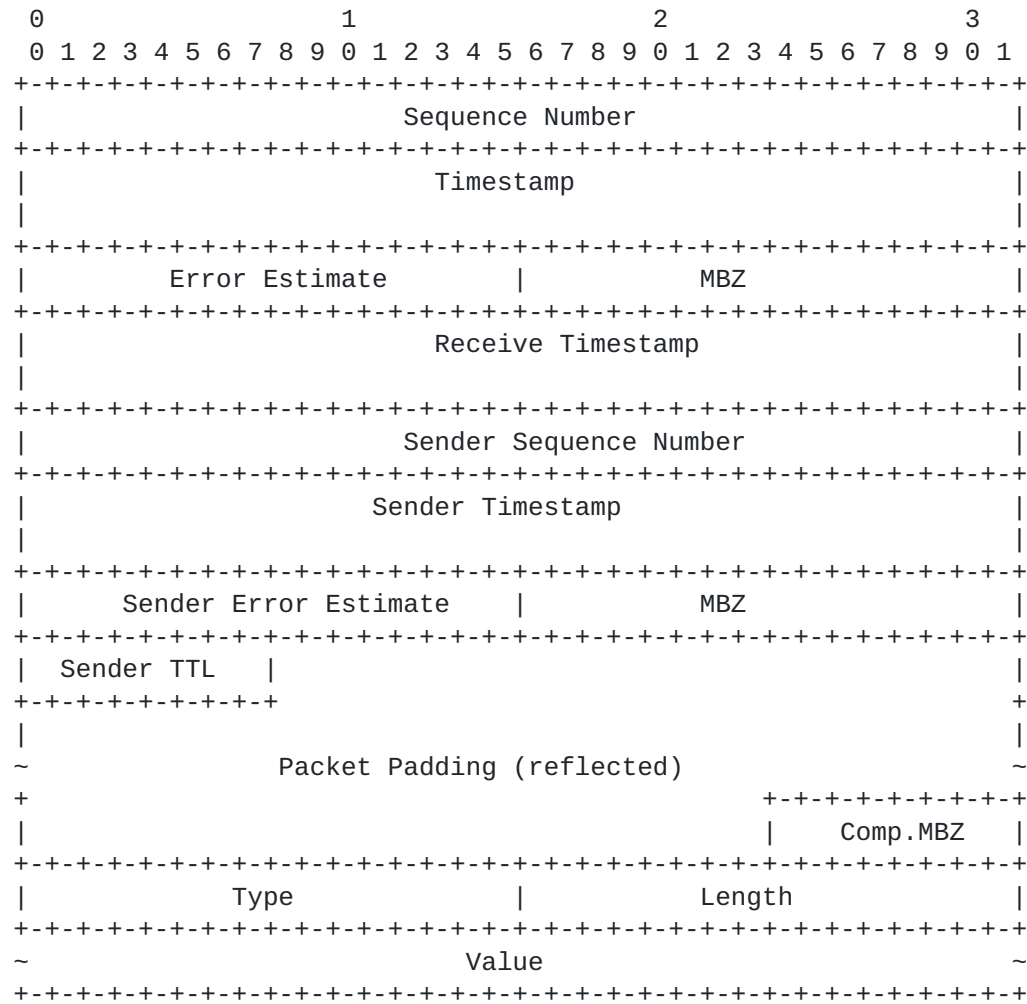 0                   1                   2                   3
 0 1 2 3 4 5 6 7 8 9 0 1 2 3 4 5 6 7 8 9 0 1 2 3 4 5 6 7 8 9 0 1
+-+-+-+-+-+-+-+-+-+-+-+-+-+-+-+-+-+-+-+-+-+-+-+-+-+-+-+-+-+-+-+-+
|                        Sequence Number                        |
+-+-+-+-+-+-+-+-+-+-+-+-+-+-+-+-+-+-+-+-+-+-+-+-+-+-+-+-+-+-+-+-+
|                          Timestamp                            |
|                                                               |
+-+-+-+-+-+-+-+-+-+-+-+-+-+-+-+-+-+-+-+-+-+-+-+-+-+-+-+-+-+-+-+-+
|         Error Estimate        |           MBZ                 |
+-+-+-+-+-+-+-+-+-+-+-+-+-+-+-+-+-+-+-+-+-+-+-+-+-+-+-+-+-+-+-+-+
|                          Receive Timestamp                    |
|                                                               |
+-+-+-+-+-+-+-+-+-+-+-+-+-+-+-+-+-+-+-+-+-+-+-+-+-+-+-+-+-+-+-+-+
|                        Sender Sequence Number                 |
+-+-+-+-+-+-+-+-+-+-+-+-+-+-+-+-+-+-+-+-+-+-+-+-+-+-+-+-+-+-+-+-+
|                      Sender Timestamp                         |
|                                                               |
+-+-+-+-+-+-+-+-+-+-+-+-+-+-+-+-+-+-+-+-+-+-+-+-+-+-+-+-+-+-+-+-+
|      Sender Error Estimate    |           MBZ                 |
+-+-+-+-+-+-+-+-+-+-+-+-+-+-+-+-+-+-+-+-+-+-+-+-+-+-+-+-+-+-+-+-+
|  Sender TTL   |                                               |
+-+-+-+-+-+-+-+-+                                               +
|                                                               |
~                Packet Padding (reflected)                     ~
+                                               +-+-+-+-+-+-+-+-+
|                                               |    Comp.MBZ   |
+-+-+-+-+-+-+-+-+-+-+-+-+-+-+-+-+-+-+-+-+-+-+-+-+-+-+-+-+-+-+-+-+
|             Type              |           Length              |
+-+-+-+-+-+-+-+-+-+-+-+-+-+-+-+-+-+-+-+-+-+-+-+-+-+-+-+-+-+-+-+-+
~                            Value                              ~
+-+-+-+-+-+-+-+-+-+-+-+-+-+-+-+-+-+-+-+-+-+-+-+-+-+-+-+-+-+-+-+-+